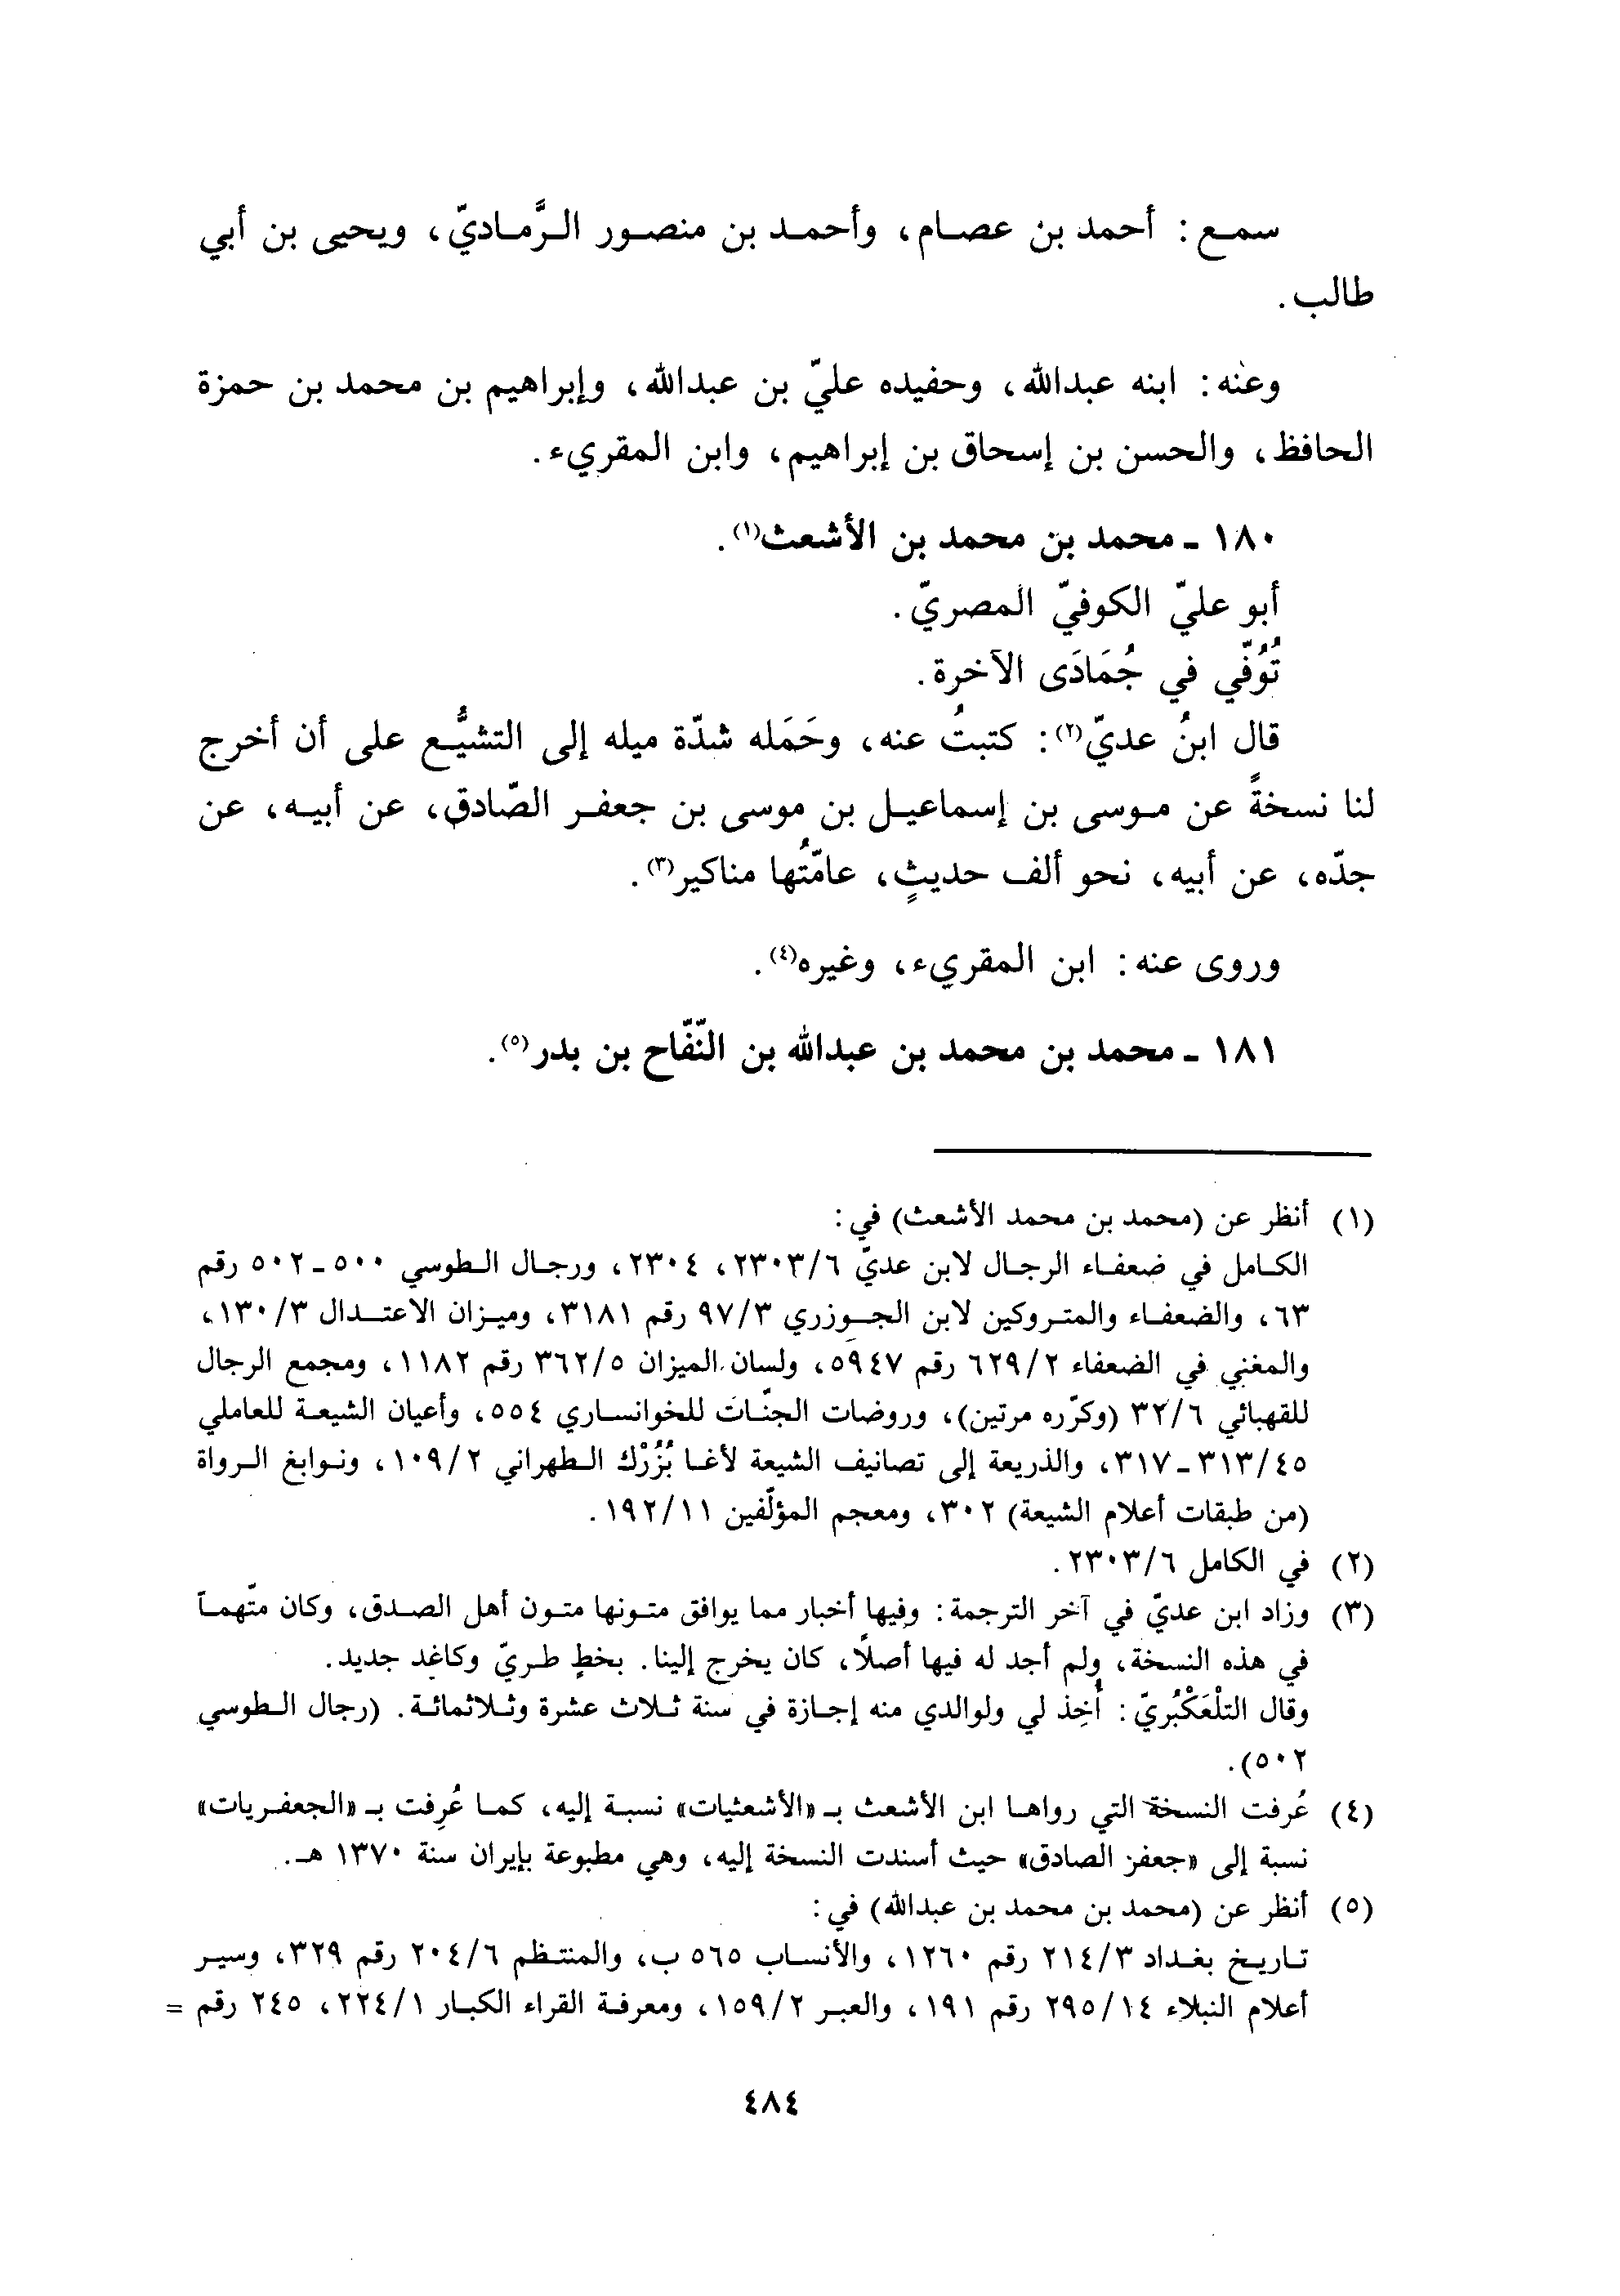 سمع: أحمد بن عصام، وأحمد بن منصور الرَّماديّ، ويحيى بن أبي
طالب.
وعنه: ابنه عبدالله، وحفيده عليّ بن عبدالله، وإبراهيم بن محمد بن حمزة
الحافظ، والحسن بن إسحاق بن إبراهيم، وابن المقريء.
١٨٠ ـ محمد بن محمد بن الأشعث(١).
أبو عليّ الكوفيّ المصريّ.
تُوُفّي في جُمَادَى الآخرة.
قال ابنُ عديّ(٢): كتبتُ عنه، وحَمَله شدّة ميله إلى التشيُّع على أن أخرج
لنا نسخةً عن موسى بن إسماعيل بن موسى بن جعفر الصّادق، عن أبيه، عن
جدّه، عن أبيه، نحو ألف حديثٍ، عامّتُها مناكير(٣).
وروى عنه: ابن المقريء، وغيره(٤).
١٨١ ـ محمد بن محمد بن عبدالله بن النّفّاح بن بدر(٥).
(١) أنظر عن (محمد بن محمد الأشعث) في:
الكامل في ضعفاء الرجال لابن عديّ ٢٣٠٣/٦، ٢٣٠٤، ورجال الطوسي ٥٠٠ ـ ٥٠٢ رقم
٦٣، والضعفاء والمتروكين لابن الجوزري ٩٧/٣ رقم ٣١٨١، وميزان الاعتدال ١٣٠/٣،
والمغني في الضعفاء ٦٢٩/٢ رقم ٥٩٤٧، ولسان الميزان ٣٦٢/٥ رقم ١١٨٢، ومجمع الرجال
للقهبائي ٣٢/٦ (وكرّره مرتين)، وروضات الجنّات للخوانساري ٥٥٤، وأعيان الشيعة للعاملي
٣١٣/٤٥ ـ ٣١٧، والذريعة إلى تصانيف الشيعة لأغا بُزُرْك الطهراني ١٠٩/٢، ونوابغ الرواة
(من طبقات أعلام الشيعة) ٣٠٢، ومعجم المؤلّفين ١٩٢/١١.
(٢) في الكامل ٢٣٠٣/٦.
(٣) وزاد ابن عديّ في آخر الترجمة: وفيها أخبار مما يوافق متونها متون أهل الصدق، وكان متّهماً
في هذه النسخة، ولم أجد له فيها أصلاً، كان يخرج إلينا. بخطٍ طريّ وكاغد جديد.
وقال التلْعَكْبُريّ: أُخِذ لي ولوالدي منه إجازة في سنة ثلاث عشرة وثلاثمائة. (رجال الطوسي
٥٠٢).
(٤) عُرفت النسخة التي رواها ابن الأشعث بـ «الأشعثيات» نسبة إليه، كما عُرِفت بـ «الجعفريات»
نسبة إلى «جعفر الصادق» حيث أسندت النسخة إليه، وهي مطبوعة بإيران سنة ١٣٧٠ هـ.
(٥) أنظر عن (محمد بن محمد بن عبدالله) في:
تاريخ بغداد ٢١٤/٣ رقم ١٢٦٠، والأنساب ٥٦٥ ب، والمنتظم ٢٠٤/٦ رقم ٣٢٩، وسير
أعلام النبلاء ٢٩٥/١٤ رقم ١٩١، والعبر ١٥٩/٢، ومعرفة القراء الكبار ٢٢٤/١، ٢٤٥ رقم =
٤٨٤